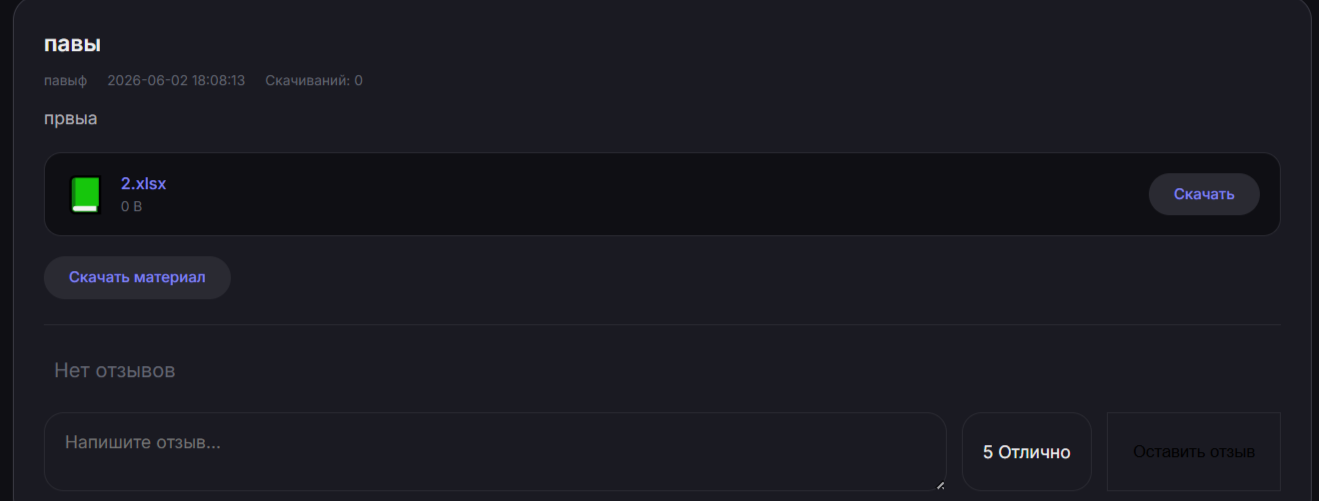 павы
павыф 2026-06-02 18:08:13 Скачиваний: 0
првыа
2.xlsx
0 B
Скачать
Скачать материал
Нет отзывов
Напишите отзыв...
5 Отлично
Оставить отзыв